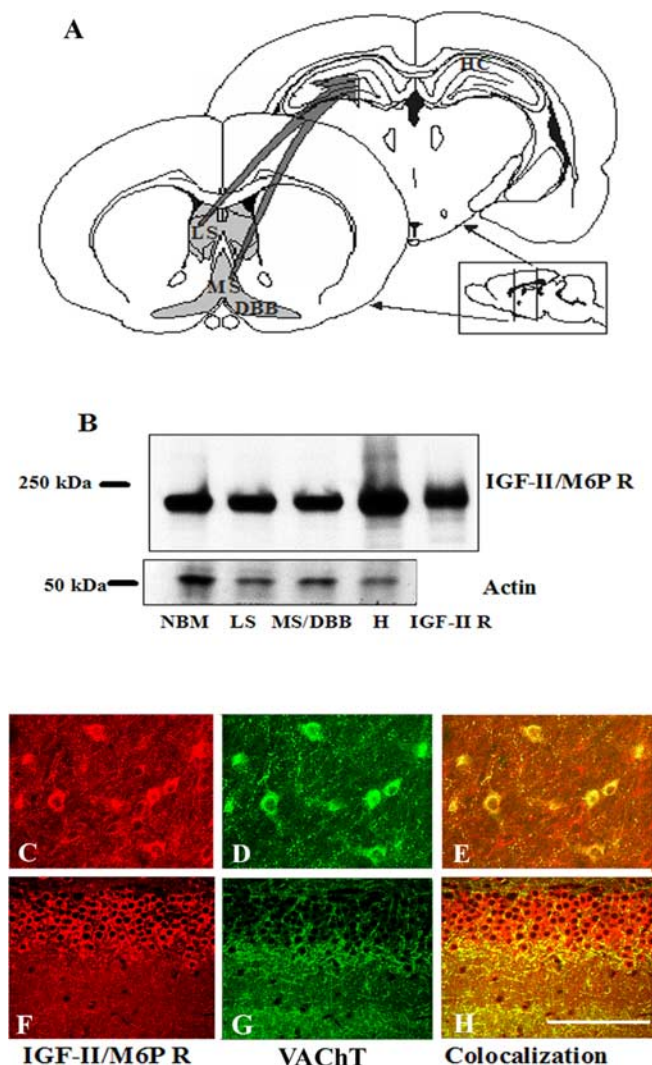 A
HC
LS
MS
DBB
B
250 kDa
IGF-II/M6P R
50 kDa
Actin
NBM LS MS/DBB H IGF-II R
C D E
F G H
IGF-II/M6P R VAChT Colocalization